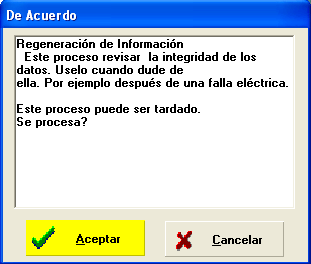 De Acuerdo
Regeneración de Información
Este proceso revisar la integridad de los
datos. Uselo cuando dude de
ella. Por ejemplo después de una falla eléctrica.
Este proceso puede ser tardado.
Se procesa?
Aceptar
Cancelar